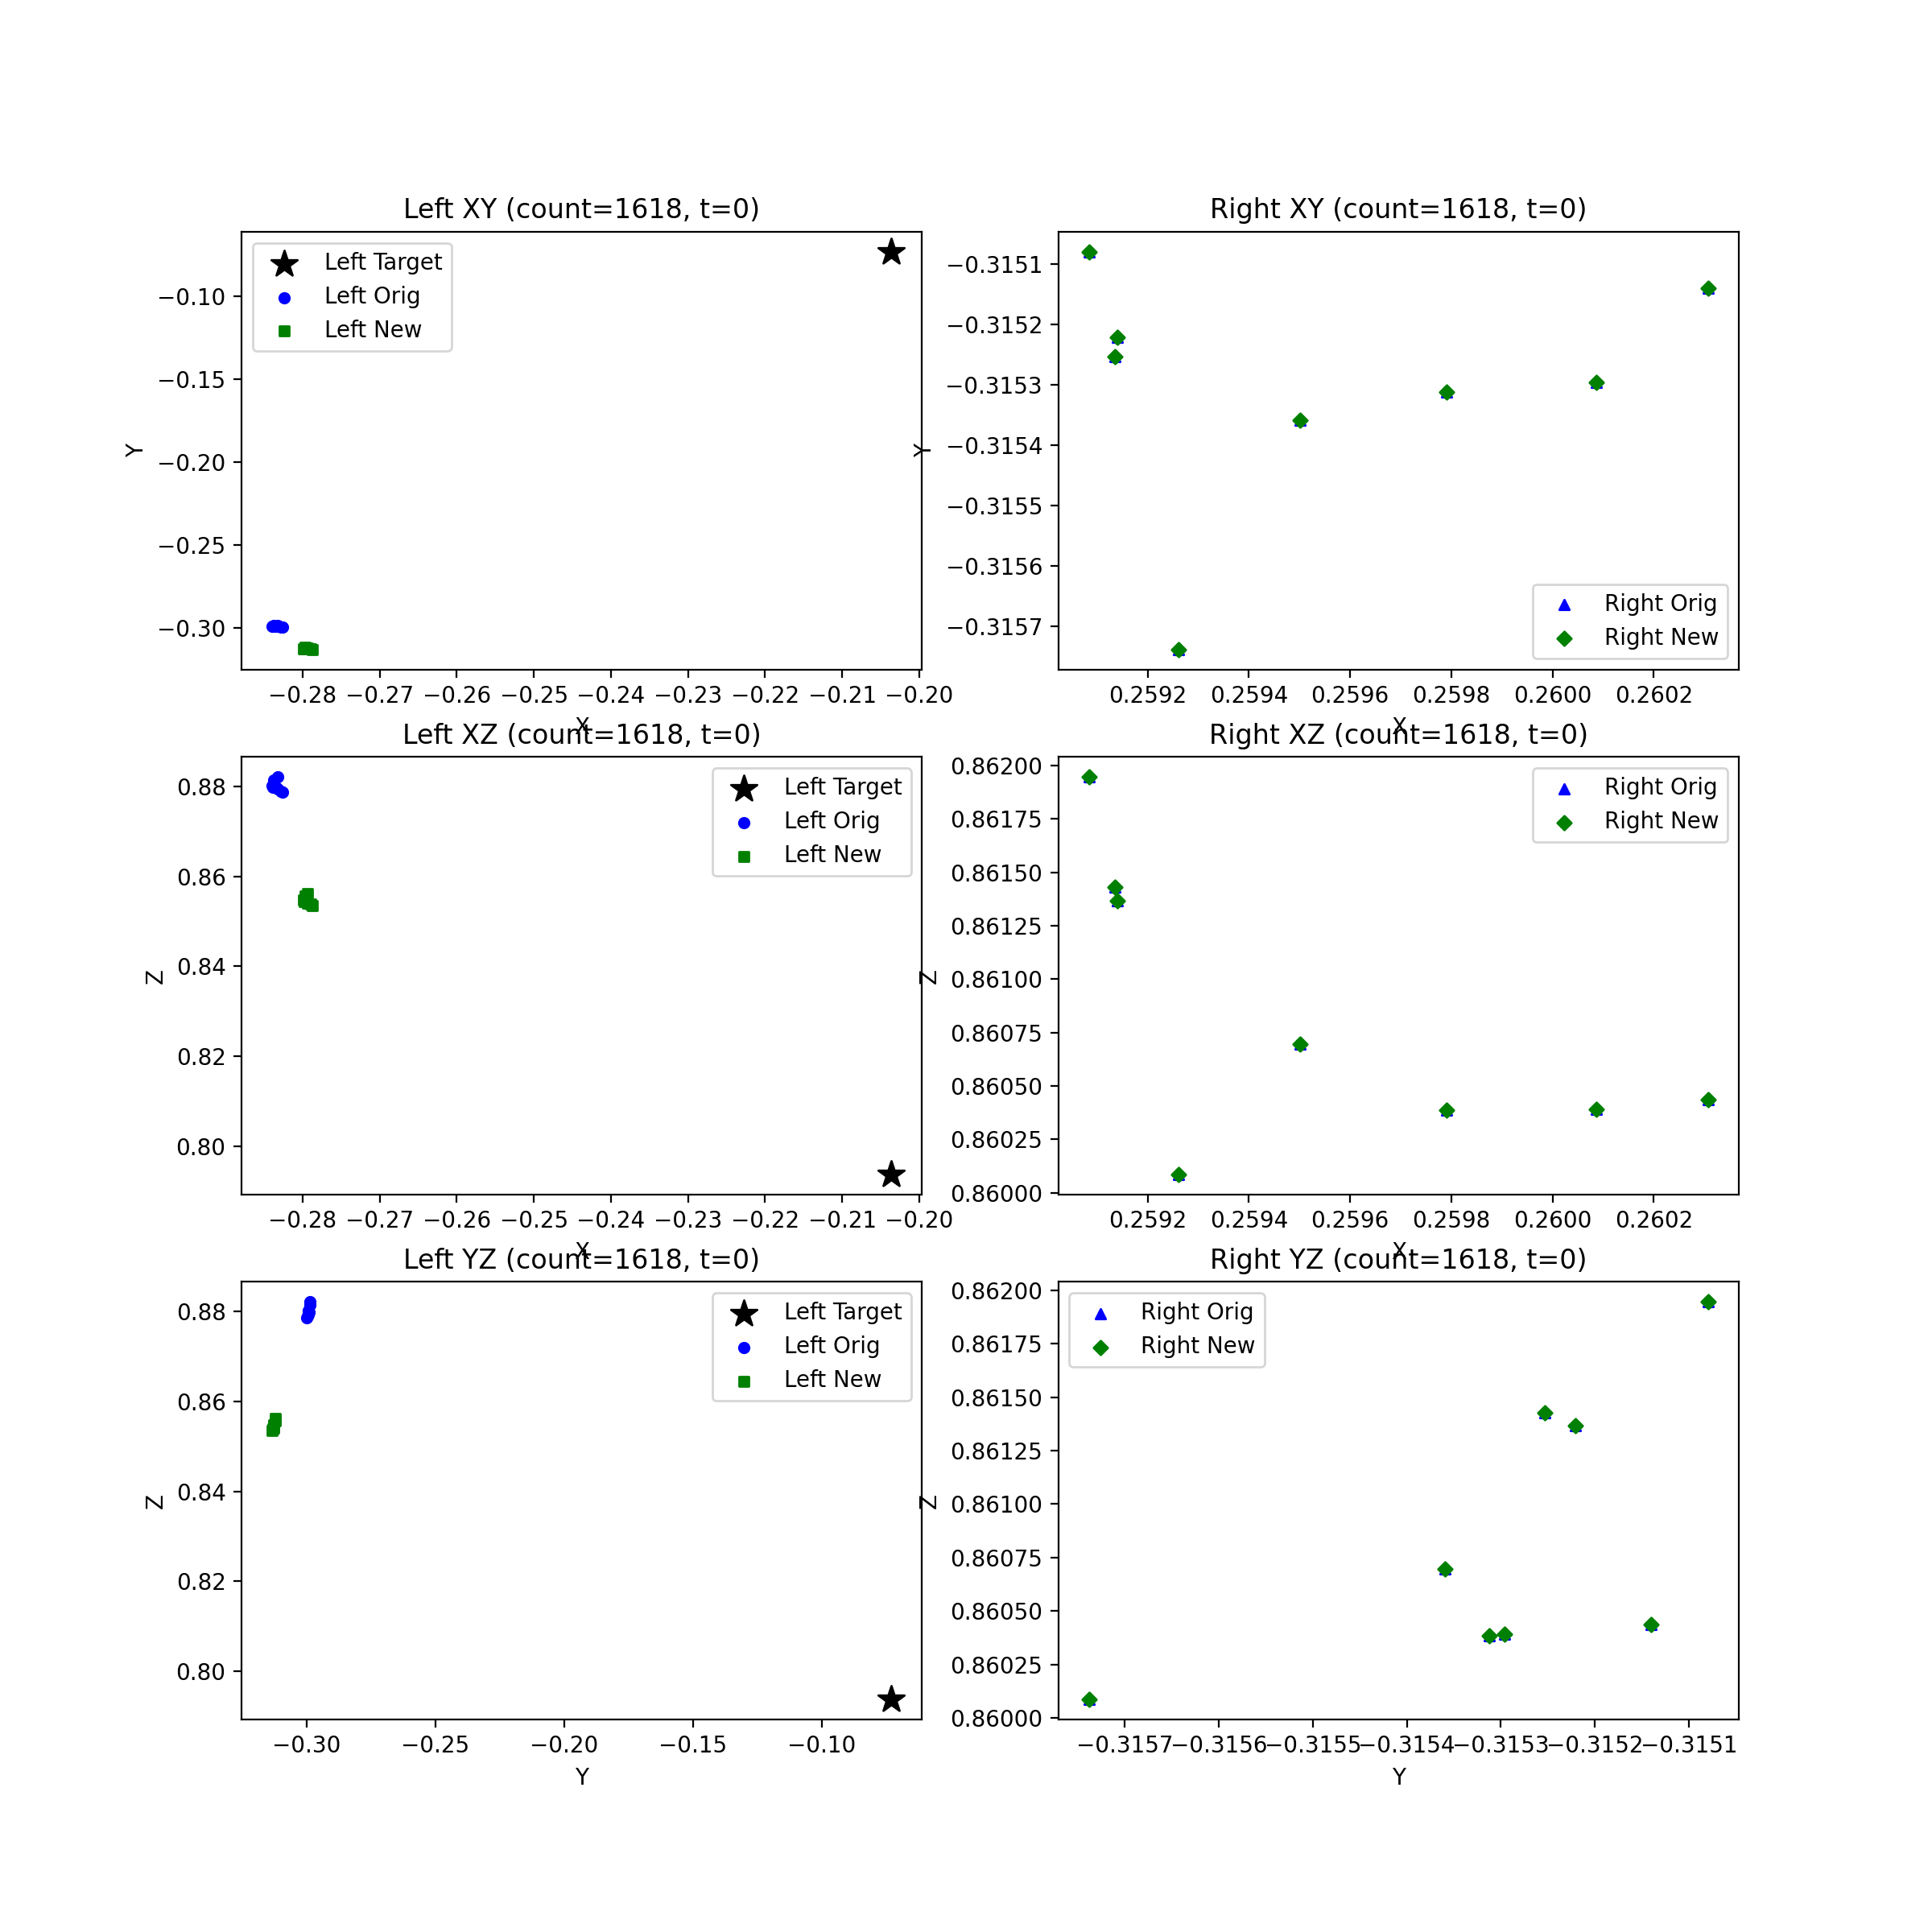 Left XY (count=1618, t=0)
Left Target
Left Orig
Left New
−0.10
−0.15
−0.20
−0.25
−0.30
Y
−0.28 −0.27 −0.26 −0.25 −0.24 −0.23 −0.22 −0.21 −0.20
X
Right XY (count=1618, t=0)
Right Orig
Right New
−0.3151
−0.3152
−0.3153
−0.3154
−0.3155
−0.3156
−0.3157
Y
0.2592 0.2594 0.2596 0.2598 0.2600 0.2602
X
Left XZ (count=1618, t=0)
Left Target
Left Orig
Left New
0.88
0.86
0.84
0.82
0.80
Z
−0.28 −0.27 −0.26 −0.25 −0.24 −0.23 −0.22 −0.21 −0.20
X
Right XZ (count=1618, t=0)
Right Orig
Right New
0.86200
0.86175
0.86150
0.86125
0.86100
0.86075
0.86050
0.86025
0.86000
Z
0.2592 0.2594 0.2596 0.2598 0.2600 0.2602
X
Left YZ (count=1618, t=0)
Left Target
Left Orig
Left New
0.88
0.86
0.84
0.82
0.80
Z
−0.30 −0.25 −0.20 −0.15 −0.10
Y
Right YZ (count=1618, t=0)
Right Orig
Right New
0.86200
0.86175
0.86150
0.86125
0.86100
0.86075
0.86050
0.86025
0.86000
Z
−0.3157 −0.3156 −0.3155 −0.3154 −0.3153 −0.3152 −0.3151
Y